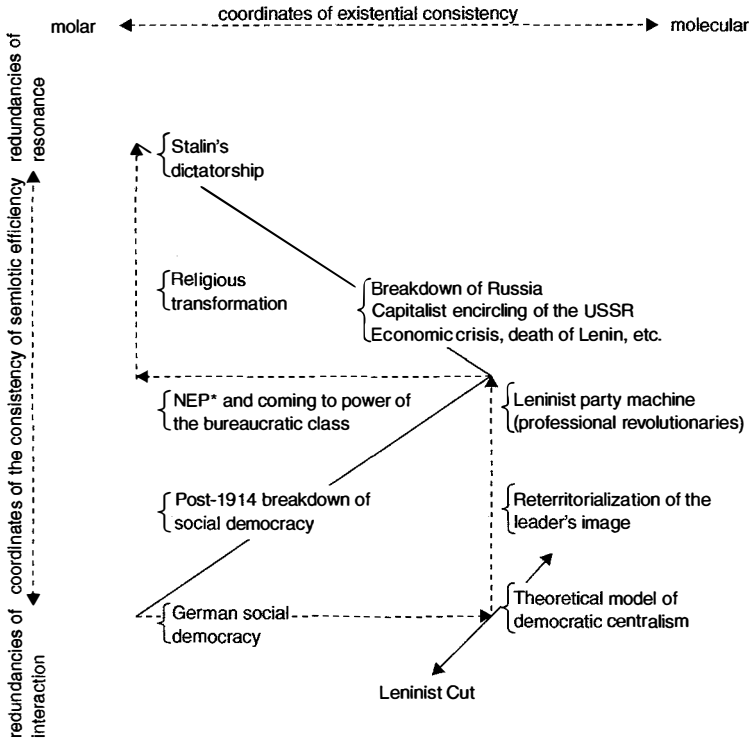 coordinates of existential consistency
molar
molecular
redundancies of
resonance
coordinates of the consistency of semiotic efficiency
redundancies of
interaction
Stalin's
dictatorship
Religious
transformation
Breakdown of Russia
Capitalist encircling of the USSR
Economic crisis, death of Lenin, etc.
NEP* and coming to power of
the bureaucratic class
Leninist party machine
(professional revolutionaries)
Post-1914 breakdown of
social democracy
Reterritorialization of the
leader's image
German social
democracy
Theoretical model of
democratic centralism
Leninist Cut